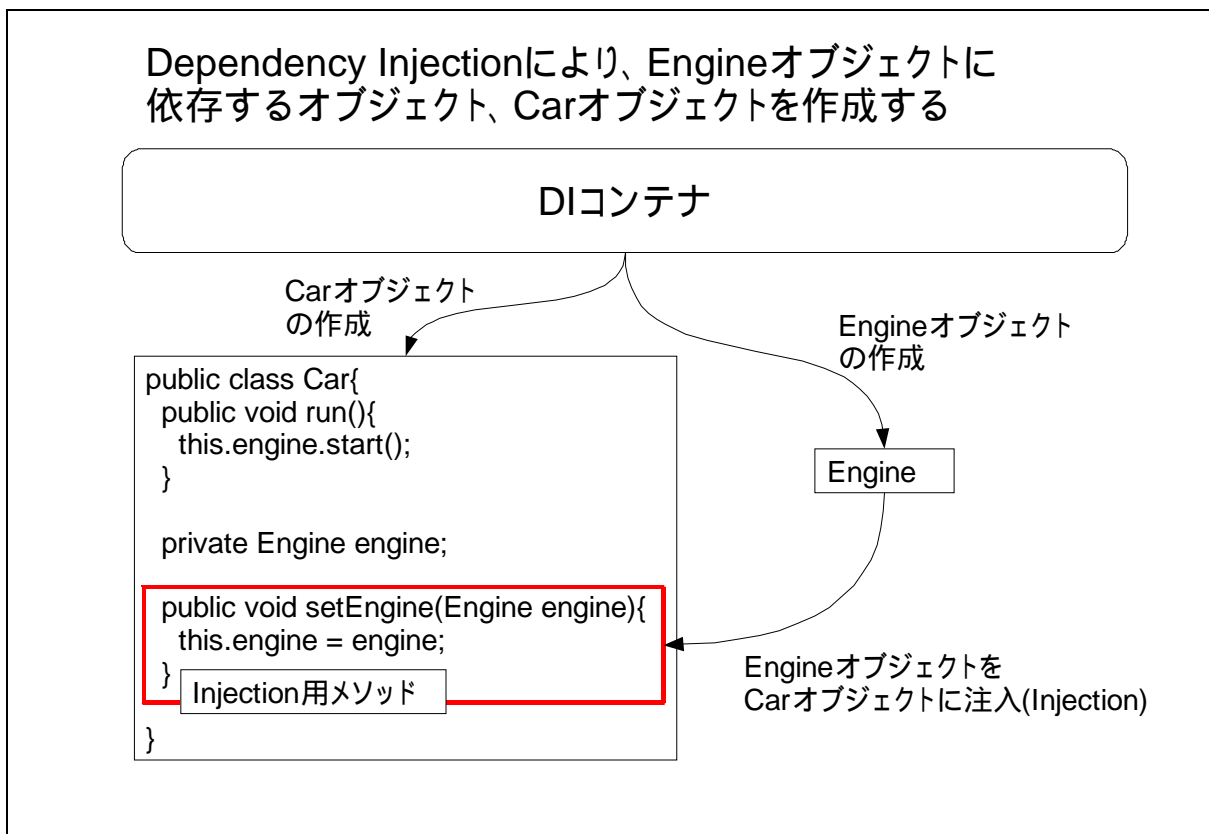 Dependency Injectionにより、Engineオブジェクトに
依存するオブジェクト、Carオブジェクトを作成する
DIコンテナ
Carオブジェクト
の作成
Engineオブジェクト
の作成
public class Car{
public void run(){
this.engine.start();
}
private Engine engine;
public void setEngine(Engine engine){
this.engine = engine;
}
Injection用メソッド
}
Engine
Engineオブジェクトを
Carオブジェクトに注入(Injection)